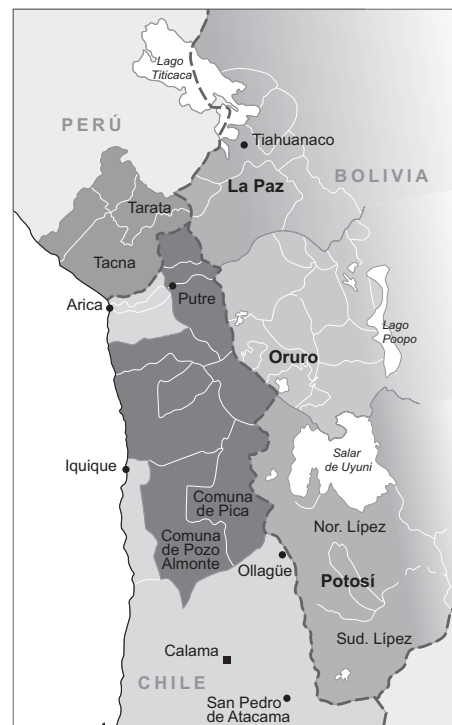 Lago
Titicaca
PERÚ
Tiahuanaco
BOLIVIA
La Paz
Tarata
Tacna
Putre
Arica
Lago
Poopo
Oruro
Salar
de Uyuni
Iquique
Comuna
de Pica
Nor. Lípez
Comuna
de Pozo
Almonte
Ollagüe
Potosí
Sud. Lípez
Calama
CHILE
San Pedro
de Atacama